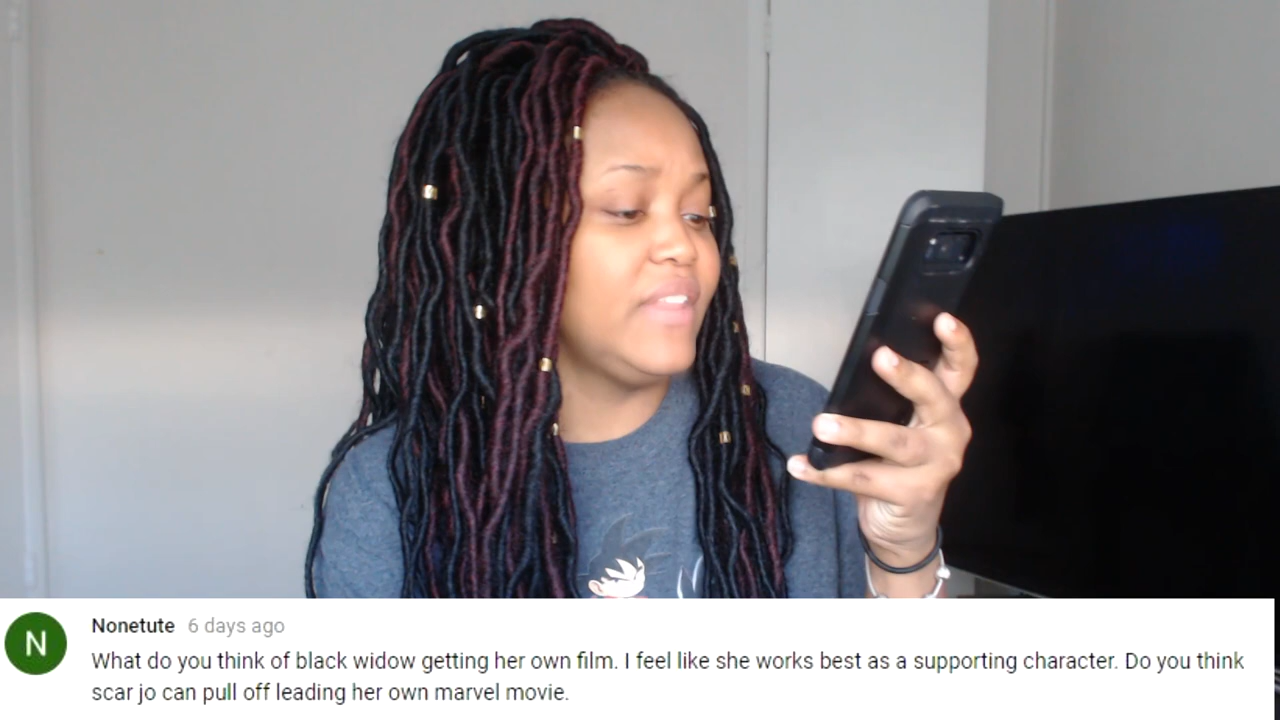 N
Nonetute 6 days ago
What do you think of black widow getting her own film. I feel like she works best as a supporting character. Do you think
scar jo can pull off leading her own marvel movie.